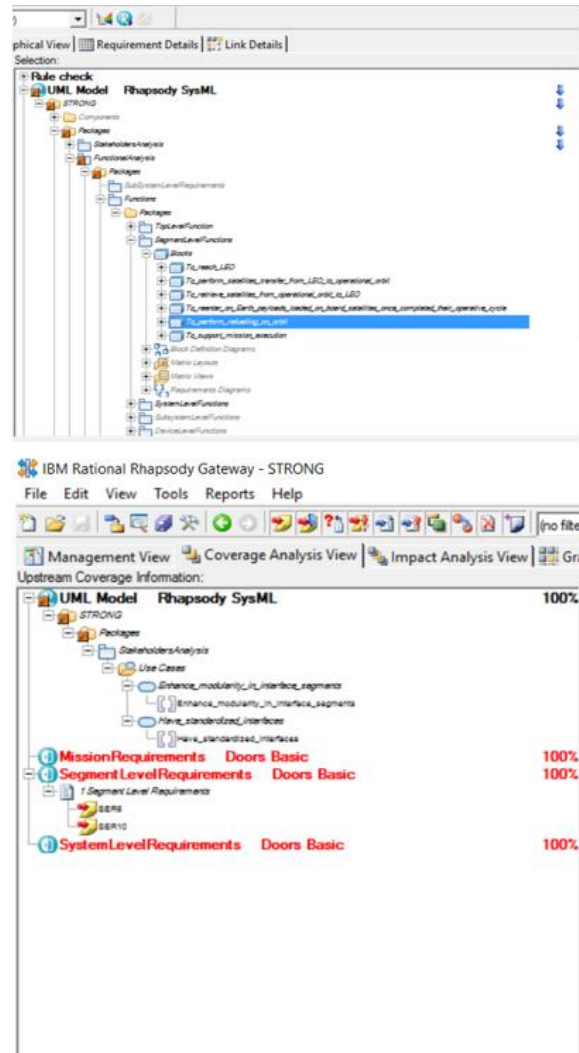 phical View Requirement Details Link Details
Selection:
Rule check
UML Model Rhapsody SysML
STRONG
Components
Packages
StakeholdersAnalysis
FunctionalAnalysis
Packages
SubSystemLevelRequirements
Functions
Packages
TopLevelFunction
SegmentLevelFunctions
Blocks
To_reach_LEO
To_perform_satellites_transfer_from_LEO_to_operational_orbit
To_retrieve_satellites_from_operational_orbit_to_LEO
To_reenter_on_Earth_payloads_loaded_on_board_satellites_once_completed_their_operative_cycle
To_perform_refueling_on_orbit
To_support_mission_execution
Block Definition Diagrams
Matrix Layouts
Matrix Views
Requirements Diagrams
SystemLevelFunctions
SubsystemLevelFunctions
DeviceLevelFunctions
IBM Rational Rhapsody Gateway - STRONG
File Edit View Tools Reports Help
(no filte
Management View Coverage Analysis View Impact Analysis View Gra
Upstream Coverage Information:
UML Model Rhapsody SysML 100%
STRONG
Packages
StakeholdersAnalysis
Use Cases
Enhance_modularity_in_interface_segments
Enhance_modularity_in_interface_segments
Have_standardized_interfaces
Have_standardized_interfaces
MissionRequirements Doors Basic 100%
SegmentLevelRequirements Doors Basic 100%
1 Segment Level Requirements
SER10
SystemLevelRequirements Doors Basic 100%